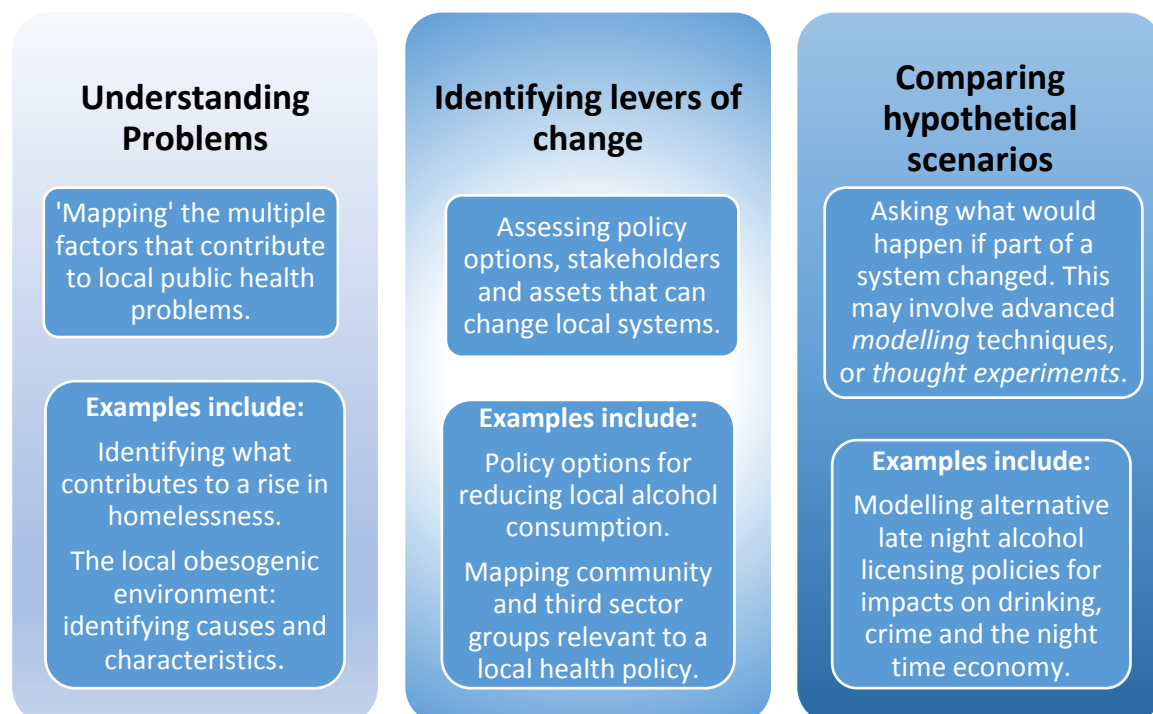 Understanding
Problems
'Mapping' the multiple
factors that contribute
to local public health
problems.
Examples include:
Identifying what
contributes to a rise in
homelessness.
The local obesogenic
environment:
identifying causes and
characteristics.
Identifying levers of
change
Assessing policy
options, stakeholders
and assets that can
change local systems.
Examples include:
Policy options for
reducing local alcohol
consumption.
Mapping community
and third sector
groups relevant to a
local health policy.
Comparing
hypothetical
scenarios
Asking what would
happen if part of a
system changed. This
may involve advanced
modelling techniques,
or thought experiments.
Examples include:
Modelling alternative
late night alcohol
licensing policies for
impacts on drinking,
crime and the night
time economy.